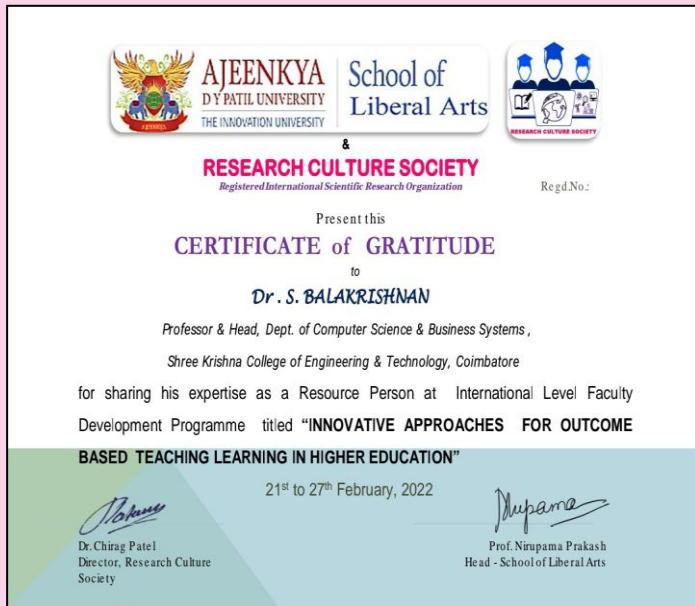 AJEENKYA
D Y PATIL UNIVERSITY
THE INNOVATION UNIVERSITY
School of
Liberal Arts
AJEENKYA
RESEARCH CULTURE SOCIETY
&
RESEARCH CULTURE SOCIETY
Registered International Scientific Research Organization
Regd.No.:
Present this
CERTIFICATE of GRATITUDE
to
Dr . S. BALAKRISHNAN
Professor & Head, Dept. of Computer Science & Business Systems ,
Shree Krishna College of Engineering & Technology, Coimbatore
for sharing his expertise as a Resource Person at International Level Faculty
Development Programme titled “INNOVATIVE APPROACHES FOR OUTCOME
BASED TEACHING LEARNING IN HIGHER EDUCATION”
21st to 27th February, 2022
Dr. Chirag Patel
Director, Research Culture
Society
Nupama
Prof. Nirupama Prakash
Head - School of Liberal Arts